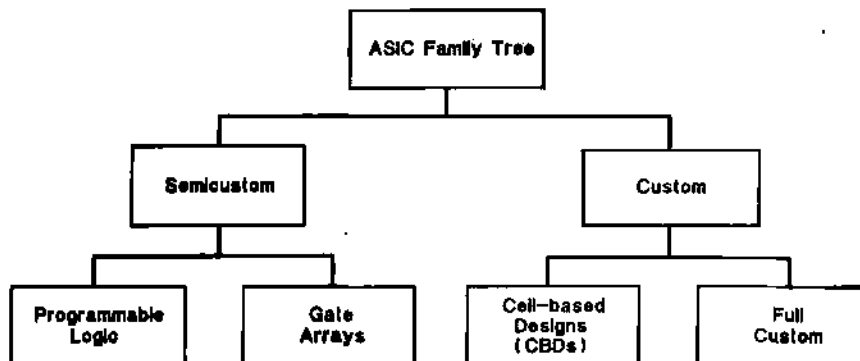 ASIC Family Tree
Semicustom
Custom
Programmable
Logic
Gate
Arrays
Cell-based
Designs
(CBDs)
Full
Custom